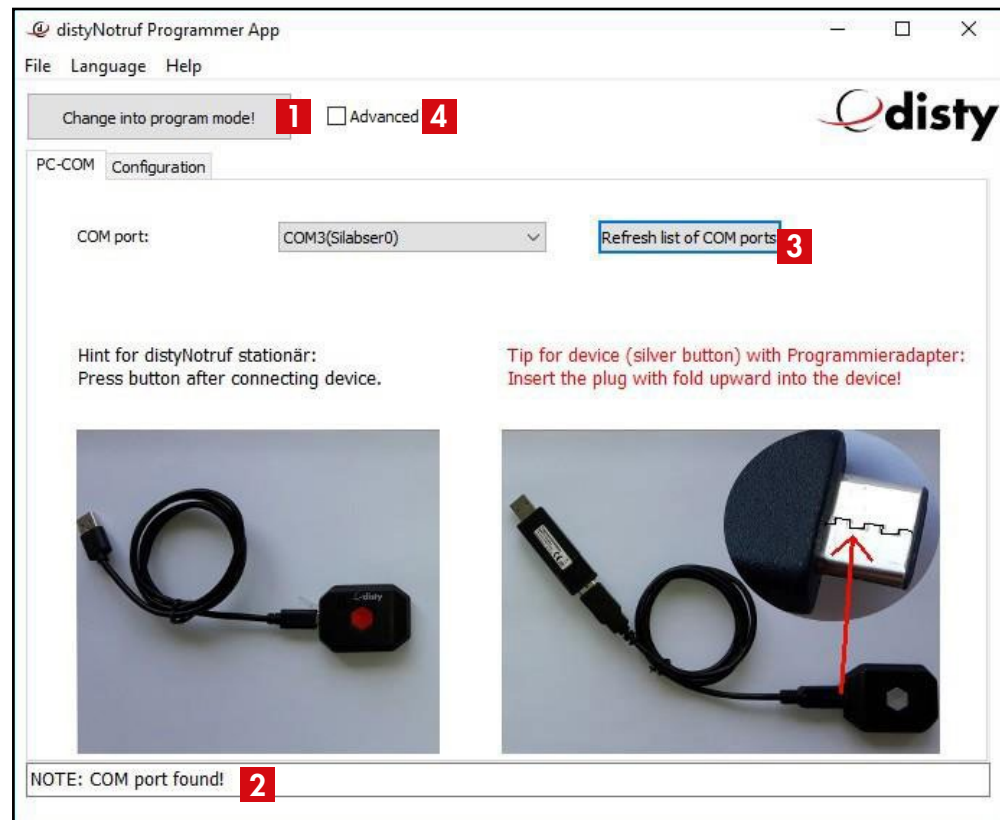 distyNotruf Programmer App
File Language Help
Change into program mode! 1 Advanced 4
disty
PC-COM Configuration
COM port: COM3(Silabser0) Refresh list of COM ports 3
Hint for distyNotruf stationär:
Press button after connecting device.
Tip for device (silver button) with Programmieradapter:
Insert the plug with fold upward into the device!
disty
NOTE: COM port found! 2